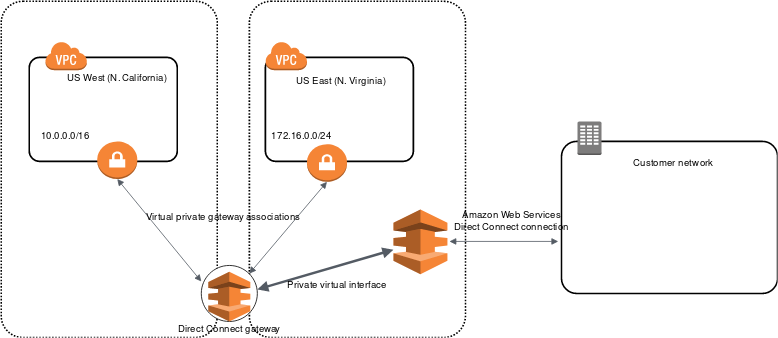 VPC
US West (N. California)
10.0.0.0/16
VPC
US East (N. Virginia)
172.16.0.0/24
Customer network
Virtual private gateway associations
Amazon Web Services
Direct Connect connection
Private virtual interface
Direct Connect gateway